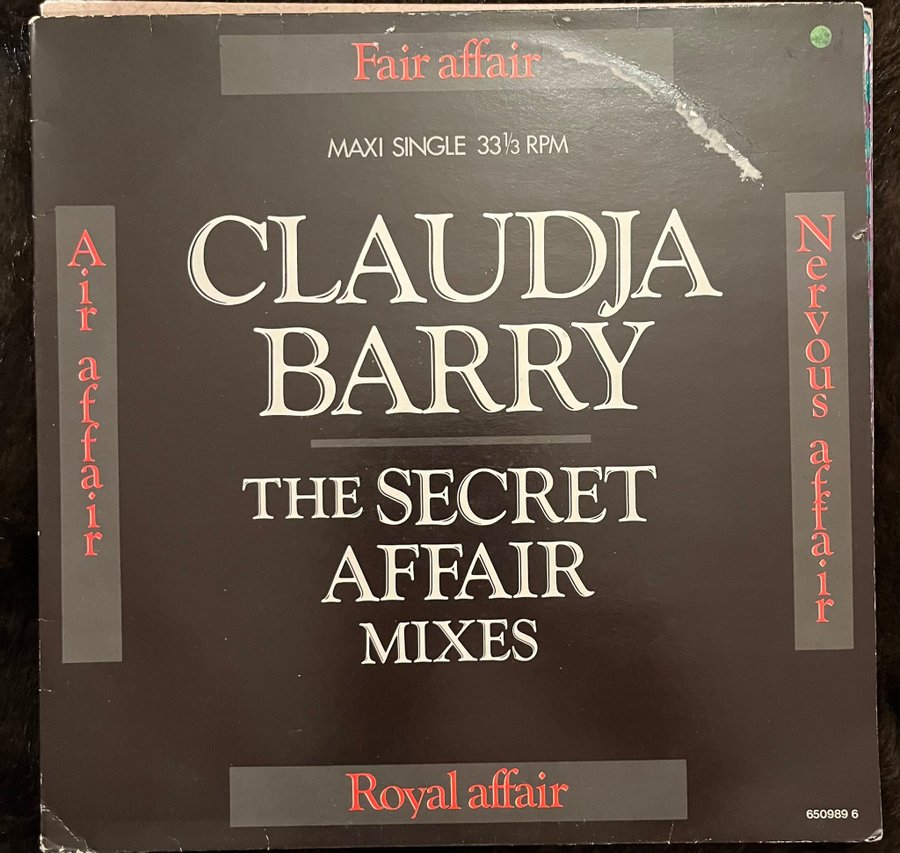 Fair affair
MAXI SINGLE 33⅓ RPM
CLAUDJA
BARRY
THE SECRET
AFFAIR
MIXES
Air affair
Nervous affair
Royal affair
650989 6